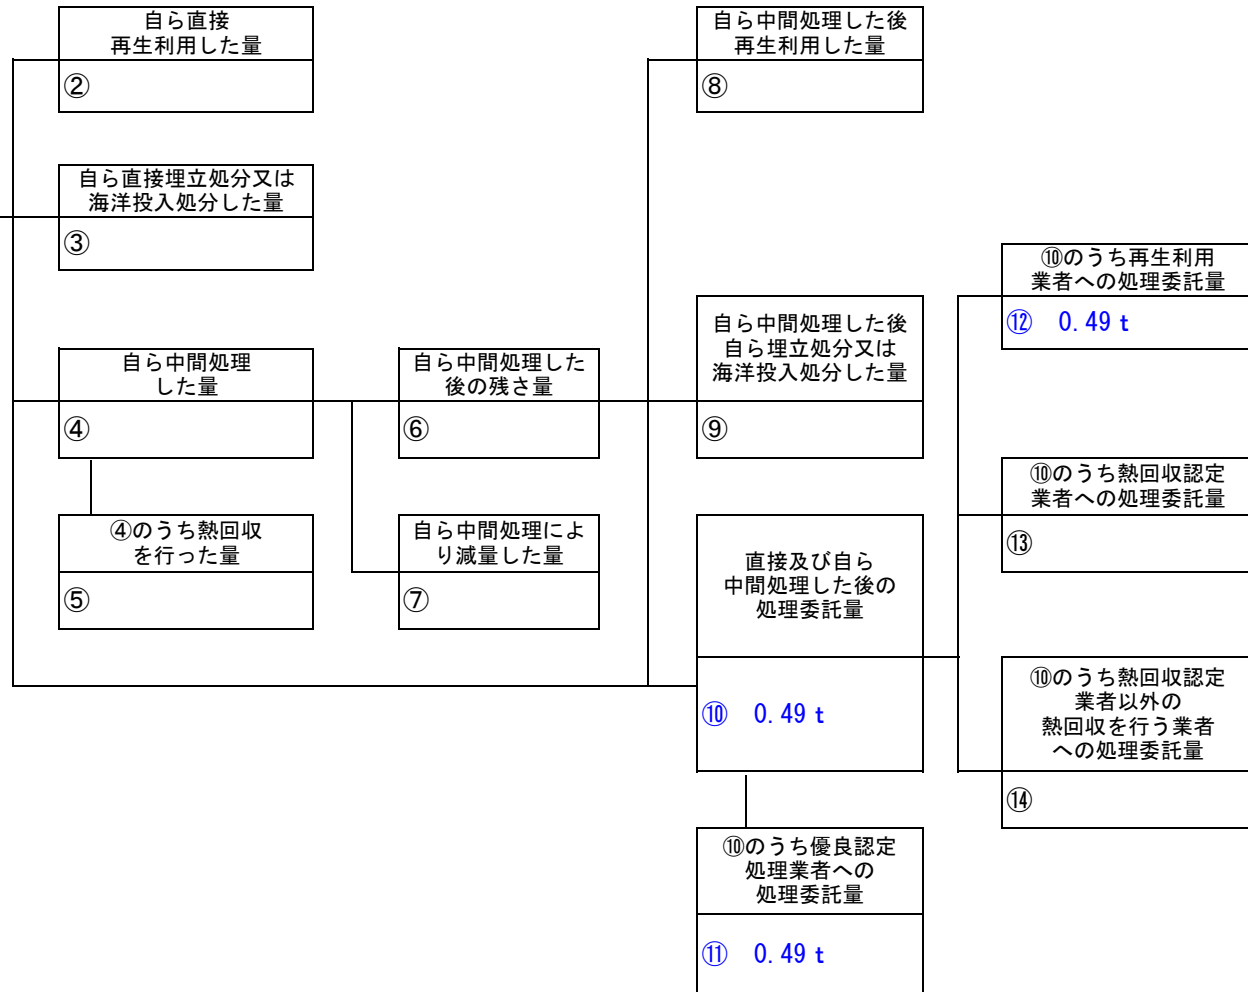 自ら直接
再生利用した量
②
自ら中間処理した後
再生利用した量
⑧
自ら直接埋立処分又は
海洋投入処分した量
③
⑩のうち再生利用
業者への処理委託量
⑫ 0.49 t
自ら中間処理
した量
④
自ら中間処理した
後の残さ量
⑥
自ら中間処理した後
自ら埋立処分又は
海洋投入処分した量
⑨
⑩のうち熱回収認定
業者への処理委託量
⑬
④のうち熱回収
を行った量
⑤
自ら中間処理によ
り減量した量
⑦
直接及び自ら
中間処理した後の
処理委託量
⑩ 0.49 t
⑩のうち熱回収認定
業者以外の
熱回収を行う業者
への処理委託量
⑭
⑩のうち優良認定
処理業者への
処理委託量
⑪ 0.49 t